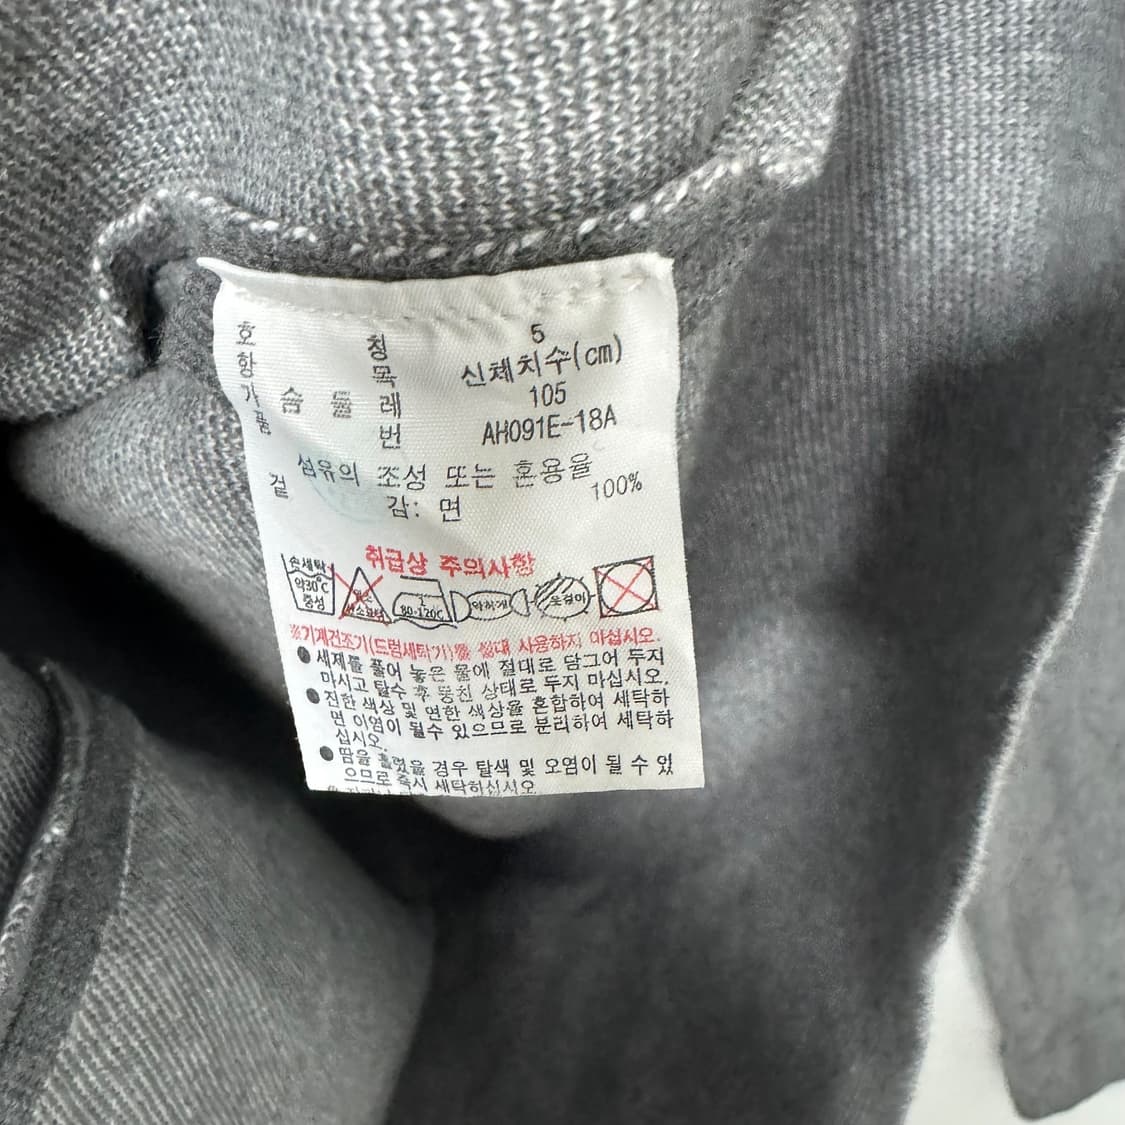 호 칭 5
항 목 신체치수(cm)
가 슴 둘 레 105
품 번 AH091E-18A
섬유의 조성 또는 혼용율
겉 감: 면 100%
취급상 주의사항
손세탁
약30℃
중성
80-120℃
약하게
옷걸이
※기계건조기(드럼세탁기)를 절대 사용하지 마십시오.
● 세제를 풀어 놓은 물에 절대로 담그어 두지
마시고 탈수 후 뭉친 상태로 두지 마십시오.
● 진한 색상 및 연한 색상을 혼합하여 세탁하
면 이염이 될수 있으므로 분리하여 세탁하
십시오.
● 땀을 흘렸을 경우 탈색 및 오염이 될 수 있
으므로 즉시 세탁하십시오